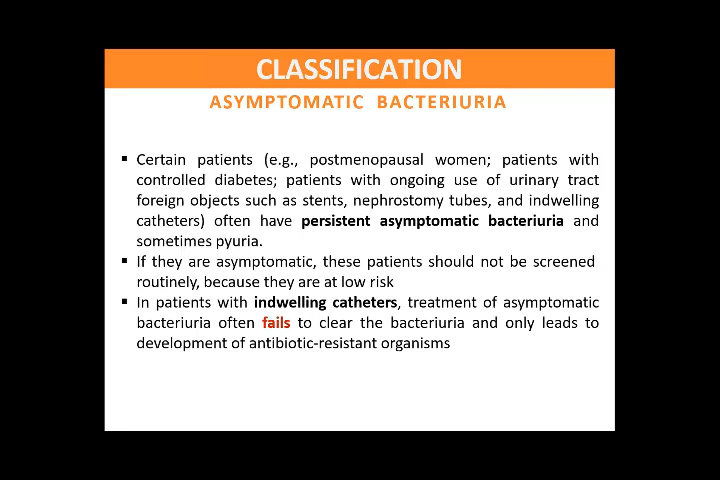 CLASSIFICATION
ASYMPTOMATIC BACTERIURIA
▪ Certain patients (e.g., postmenopausal women; patients with
controlled diabetes; patients with ongoing use of urinary tract
foreign objects such as stents, nephrostomy tubes, and indwelling
catheters) often have persistent asymptomatic bacteriuria and
sometimes pyuria.
▪ If they are asymptomatic, these patients should not be screened
routinely, because they are at low risk
▪ In patients with indwelling catheters, treatment of asymptomatic
bacteriuria often fails to clear the bacteriuria and only leads to
development of antibiotic-resistant organisms